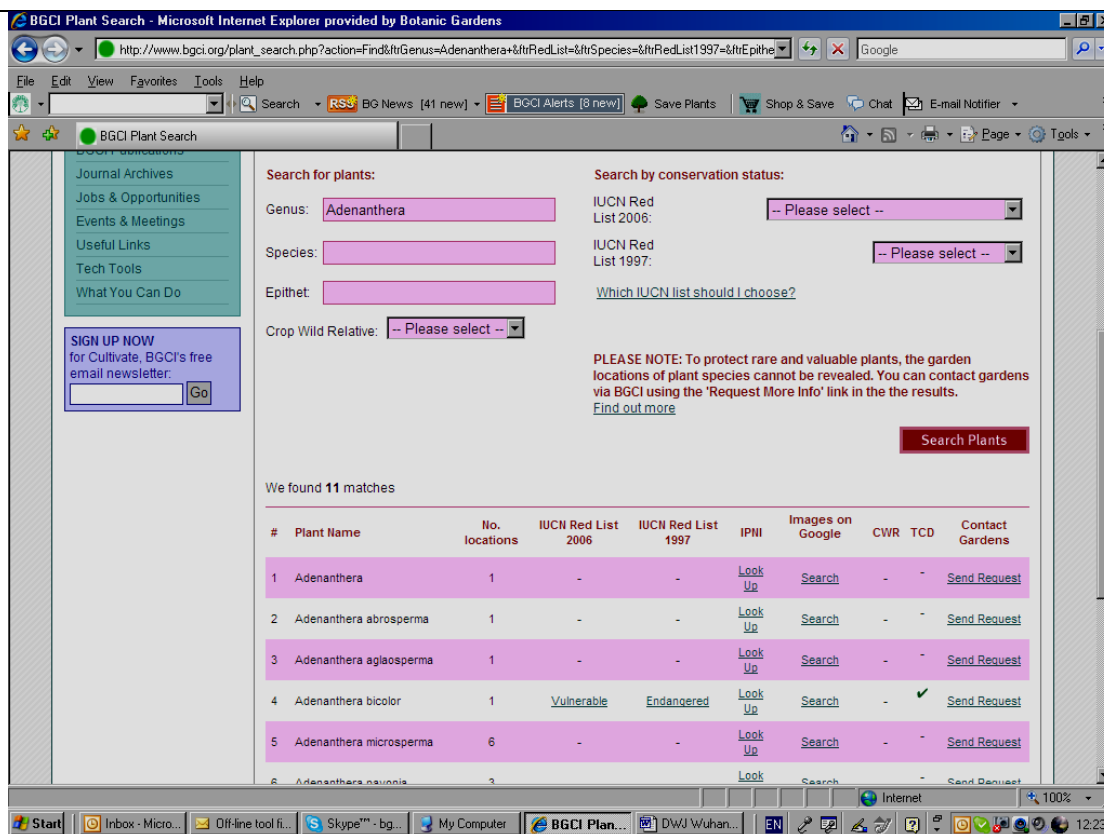 BGCI Plant Search - Microsoft Internet Explorer provided by Botanic Gardens
http://www.bgci.org/plant_search.php?action=Find&ftrGenus=Adenanthera+&ftrRedList=&ftrSpecies=&ftrRedList1997=&ftrEpithe
Google
File Edit View Favorites Tools Help
Search RSS BG News [41 new] BGCI Alerts [8 new] Save Plants Shop & Save Chat E-mail Notifier
BGCI Plant Search
Page Tools
BGCI Publications
Journal Archives
Jobs & Opportunities
Events & Meetings
Useful Links
Tech Tools
What You Can Do
SIGN UP NOW
for Cultivate, BGCI's free
email newsletter:
Go
Search for plants:
Genus: Adenanthera
Species:
Epithet:
Crop Wild Relative: -- Please select --
Search by conservation status:
IUCN Red
List 2006:
-- Please select --
IUCN Red
List 1997:
-- Please select --
Which IUCN list should I choose?
PLEASE NOTE: To protect rare and valuable plants, the garden
locations of plant species cannot be revealed. You can contact gardens
via BGCI using the 'Request More Info' link in the the results.
Find out more
Search Plants
We found 11 matches
# Plant Name No. locations IUCN Red List 2006 IUCN Red List 1997 IPNI Images on Google CWR TCD Contact Gardens
1 Adenanthera 1 - - Look Up Search - - Send Request
2 Adenanthera abrosperma 1 - - Look Up Search - - Send Request
3 Adenanthera aglaosperma 1 - - Look Up Search - - Send Request
4 Adenanthera bicolor 1 Vulnerable Endangered Look Up Search - ✔ Send Request
5 Adenanthera microsperma 6 - - Look Up Search - - Send Request
6 Adenanthera pavonia 3 Look Search - Send Request
Internet 100%
Start Inbox - Micro... Off-line tool fi... Skype™ - bg... My Computer BGCI Plan... DWJ Wuhan... EN 12:23